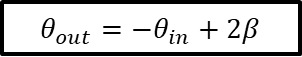 θ_out = −θ_in + 2β